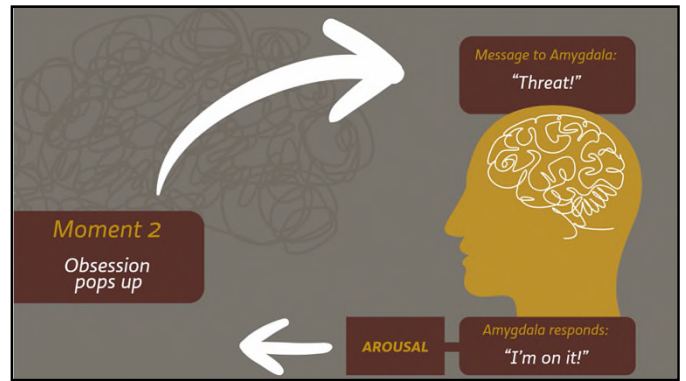 Message to Amygdala:
“Threat!”
Moment 2
Obsession
pops up
AROUSAL
Amygdala responds:
“I’m on it!”